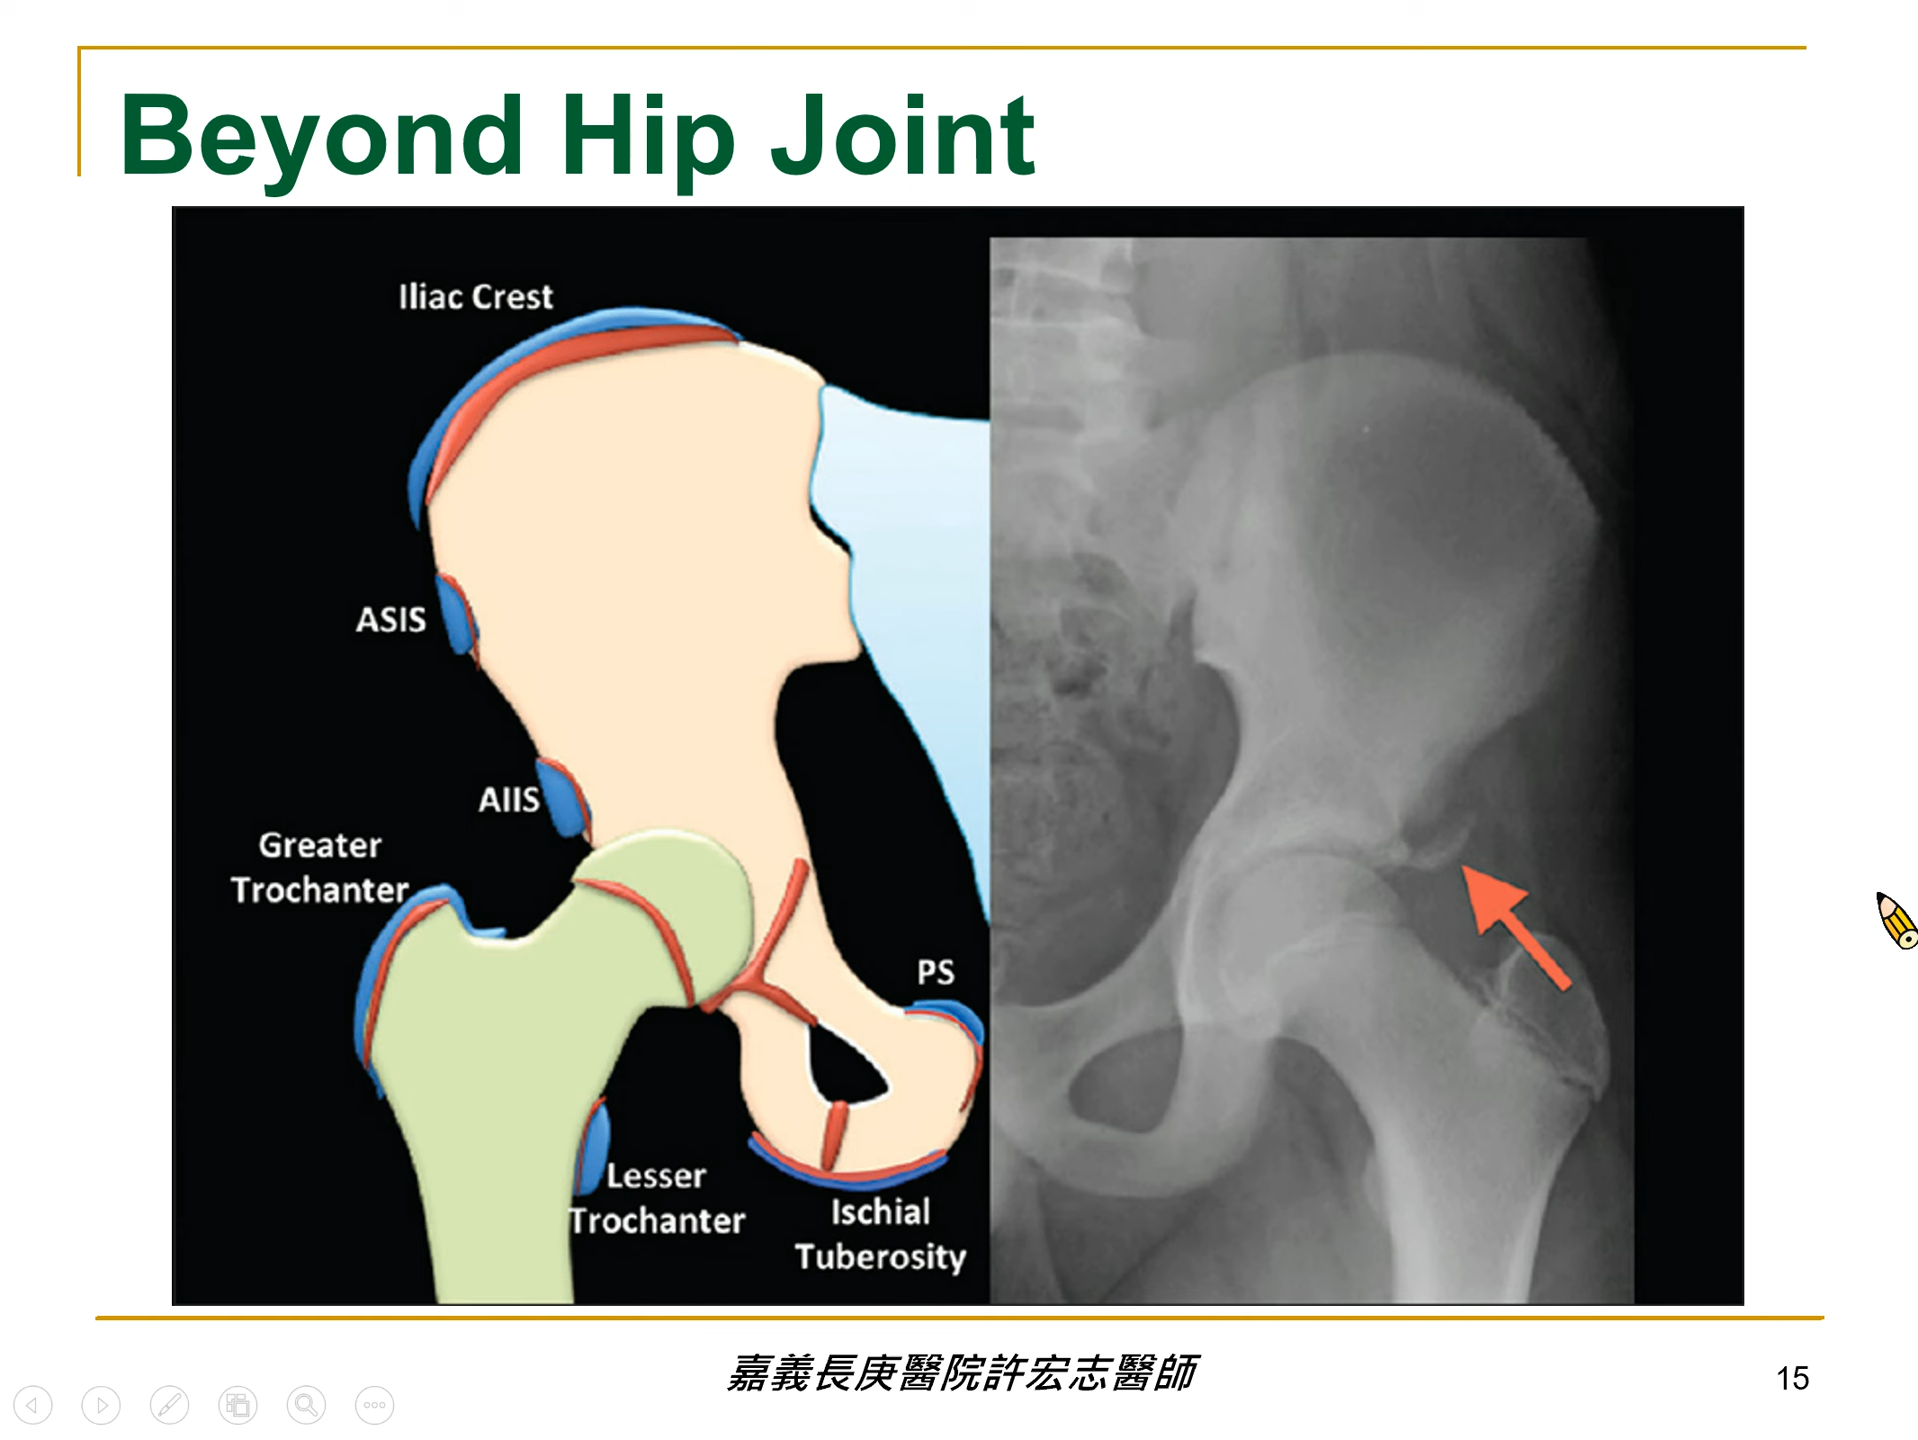 Beyond Hip Joint
Iliac Crest
ASIS
AIIS
Greater
Trochanter
PS
Lesser
Trochanter
Ischial
Tuberosity
嘉義長庚醫院許宏志醫師
15